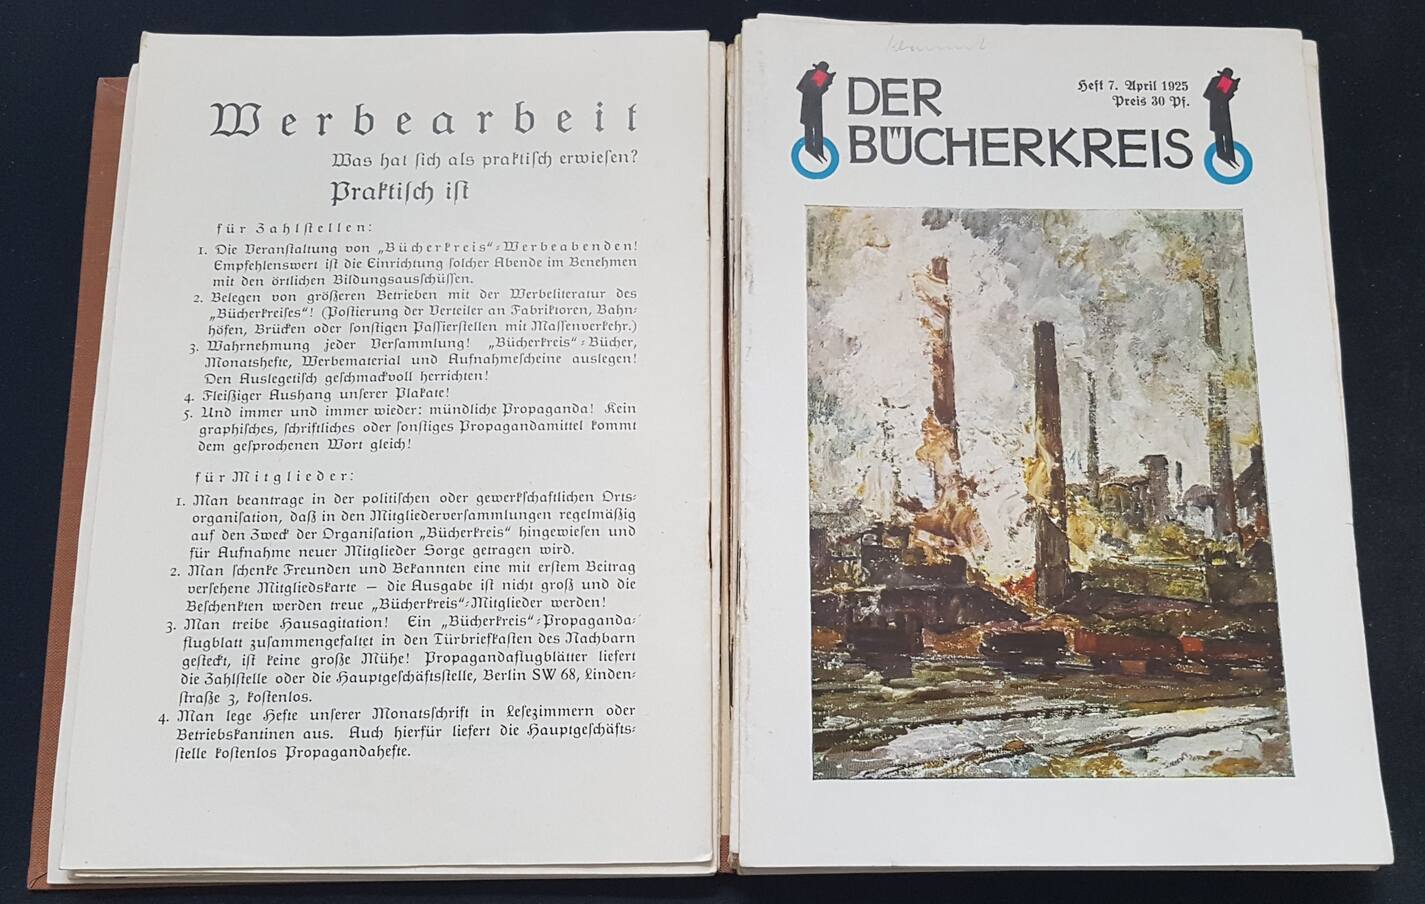 Werbearbeit
Was hat sich als praktisch erwiesen?
Praktisch ist
für Zahlstellen:
1. Die Veranstaltung von „Bücherkreis“-Werbeabenden!
Empfehlenswert ist die Einrichtung solcher Abende im Benehmen
mit den örtlichen Bildungsausschüssen.
2. Belegen von größeren Betrieben mit der Werbeliteratur des
„Bücherkreises“! (Postierung der Verteiler an Fabriktoren, Bahn-
höfen, Brücken oder sonstigen Passierstellen mit Massenverkehr.)
3. Wahrnehmung jeder Versammlung! „Bücherkreis“-Bücher,
Monatshefte, Werbematerial und Aufnahmescheine auslegen!
Den Auslegetisch geschmackvoll herrichten!
4. Fleißiger Aushang unserer Plakate!
5. Und immer und immer wieder: mündliche Propaganda! Kein
graphisches, schriftliches oder sonstiges Propagandamittel kommt
dem gesprochenen Wort gleich!
für Mitglieder:
1. Man beantrage in der politischen oder gewerkschaftlichen Orts-
organisation, daß in den Mitgliederversammlungen regelmäßig
auf den Zweck der Organisation „Bücherkreis“ hingewiesen und
für Aufnahme neuer Mitglieder Sorge getragen wird.
2. Man schenke Freunden und Bekannten eine mit erstem Beitrag
versehene Mitgliedskarte — die Ausgabe ist nicht groß und die
Beschenkten werden treue „Bücherkreis“-Mitglieder werden!
3. Man treibe Hausagitation! Ein „Bücherkreis“-Propaganda-
flugblatt zusammengefaltet in den Türbriefkasten des Nachbarn
gesteckt, ist keine große Mühe! Propagandaflugblätter liefert
die Zahlstelle oder die Hauptgeschäftsstelle, Berlin SW 68, Linden-
straße 3, kostenlos.
4. Man lege Hefte unserer Monatsschrift in Lesezimmern oder
Betriebskantinen aus. Auch hierfür liefert die Hauptgeschäfts-
stelle kostenlos Propagandahefte.
DER
BÜCHERKREIS
Heft 7. April 1925
Preis 30 Pf.